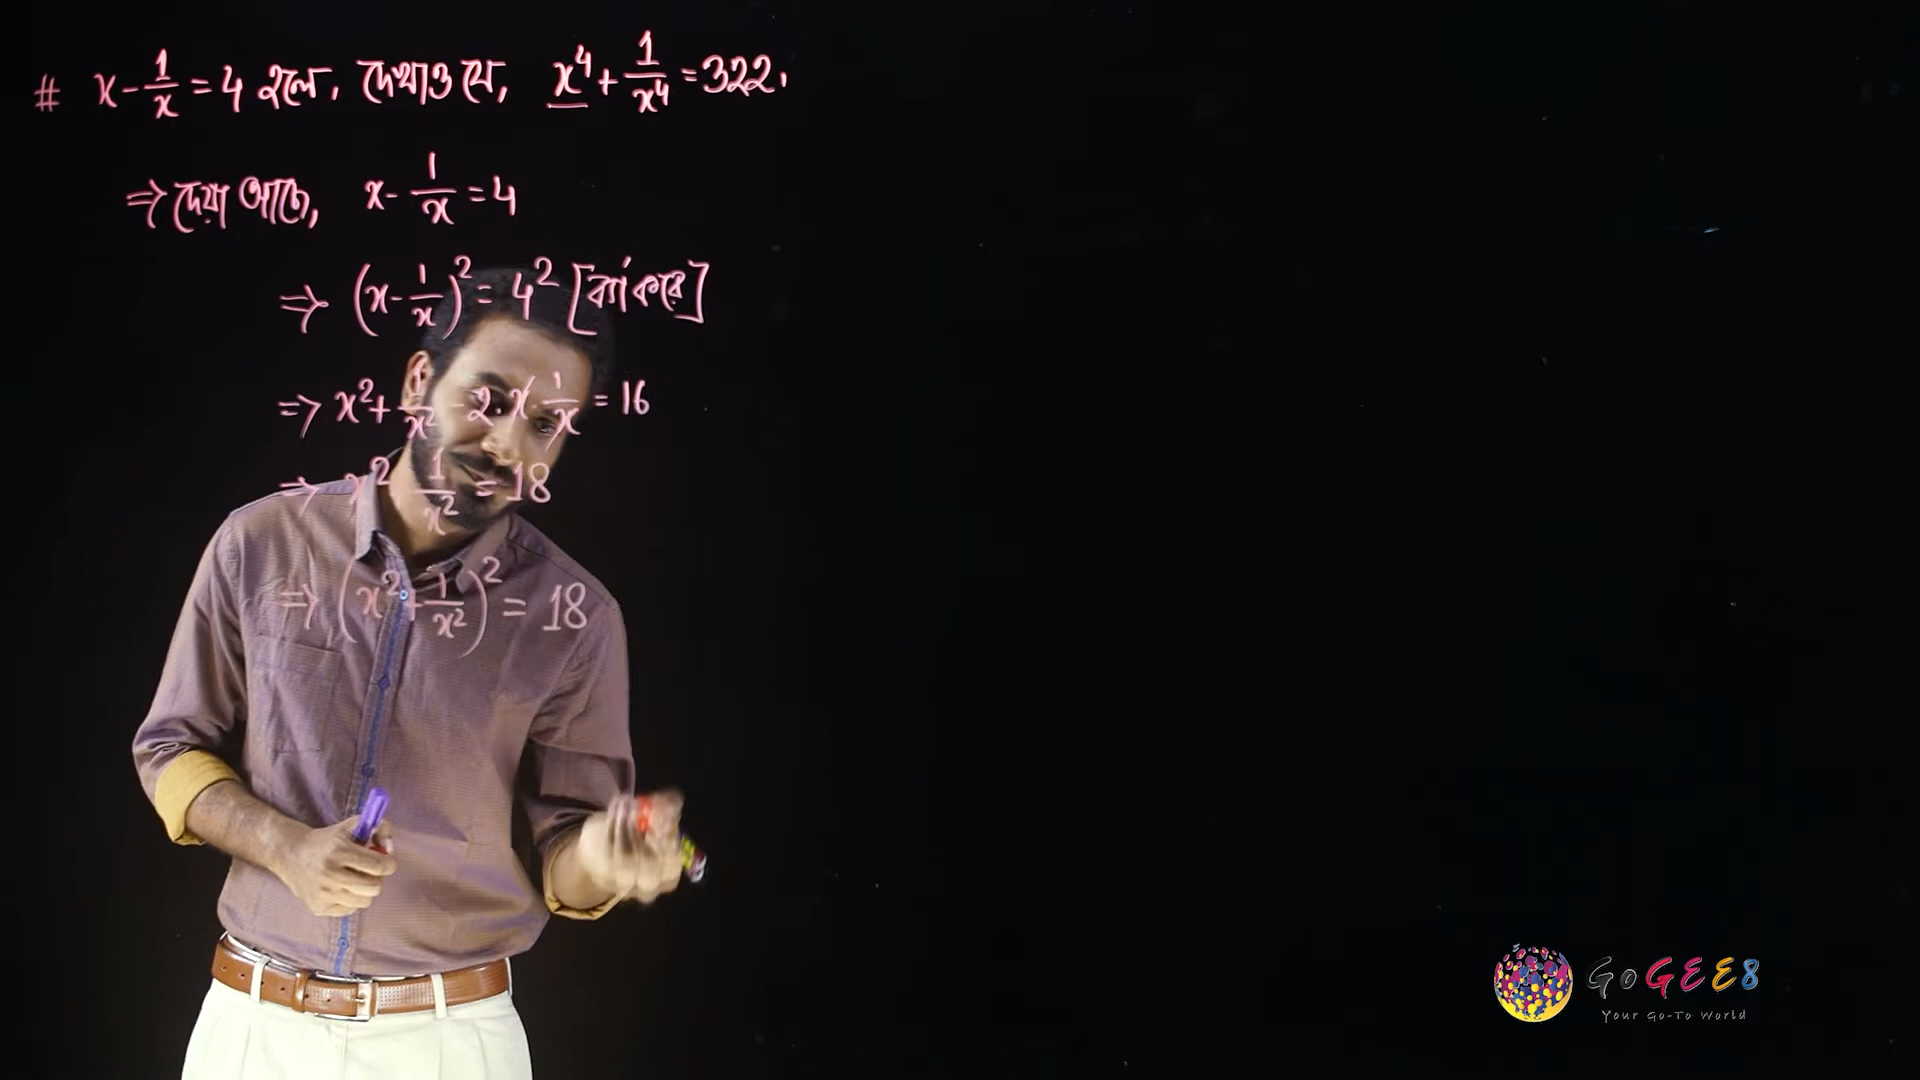 # x - 1/x = 4 হলে, দেখাও যে, x⁴ + 1/x⁴ = 322।
⇒ দেয়া আছে, x - 1/x = 4
⇒ (x - 1/x)² = 4² [বর্গ করে]
⇒ x² + 1/x² - 2·x·1/x = 16
⇒ x² + 1/x² = 18
⇒ (x² + 1/x²)² = 18
GoGEE8
Your Go-To World